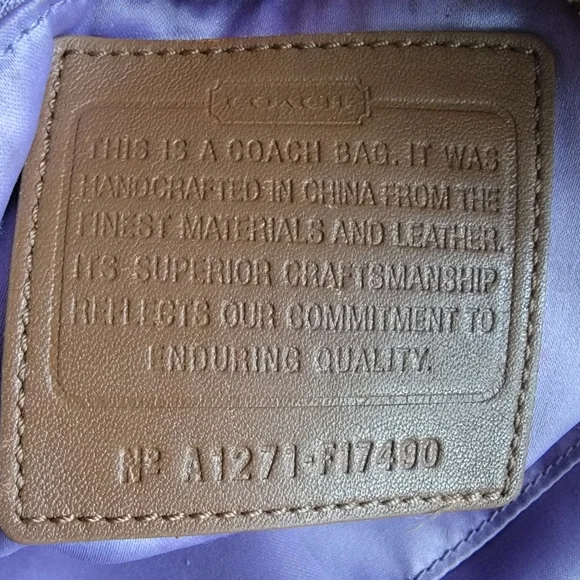 COACH
THIS IS A COACH BAG. IT WAS
HANDCRAFTED IN CHINA FROM THE
FINEST MATERIALS AND LEATHER.
ITS SUPERIOR CRAFTSMANSHIP
REFLECTS OUR COMMITMENT TO
ENDURING QUALITY.
Nº A1271-F17490